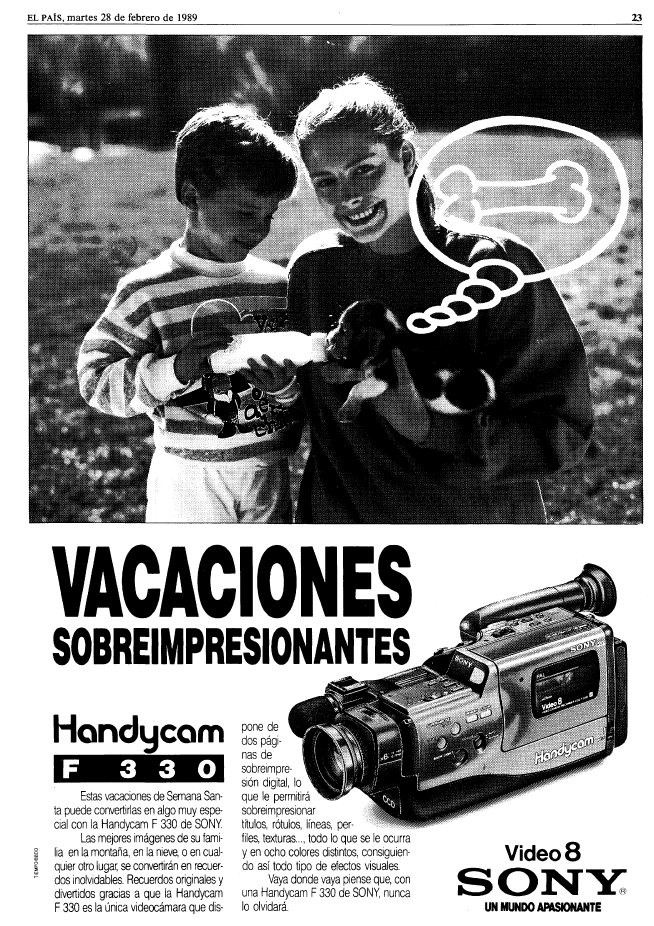 EL PAÍS, martes 28 de febrero de 1989
23
VACACIONES
SOBREIMPRESIONANTES
Handycam
F 330
Estas vacaciones de Semana San-
ta puede convertirlas en algo muy espe-
cial con la Handycam F 330 de SONY.
Las mejores imágenes de su fami-
lia en la montaña, en la nieve, o en cual-
quier otro lugar, se convertirán en recuer-
dos inolvidables. Recuerdos originales y
divertidos gracias a que la Handycam
F 330 es la única videocámara que dis-
pone de
dos pági-
nas de
sobreimpre-
sión digital, lo
que le permitirá
sobreimpresionar
títulos, rótulos, líneas, per-
files, texturas..., todo lo que se le ocurra
y en ocho colores distintos, consiguien-
do así todo tipo de efectos visuales.
Vaya donde vaya piense que, con
una Handycam F 330 de SONY, nunca
lo olvidará.
SONY
SONY
PAL
Video 8
Handycam
CCD
Video 8
SONY®
UN MUNDO APASIONANTE